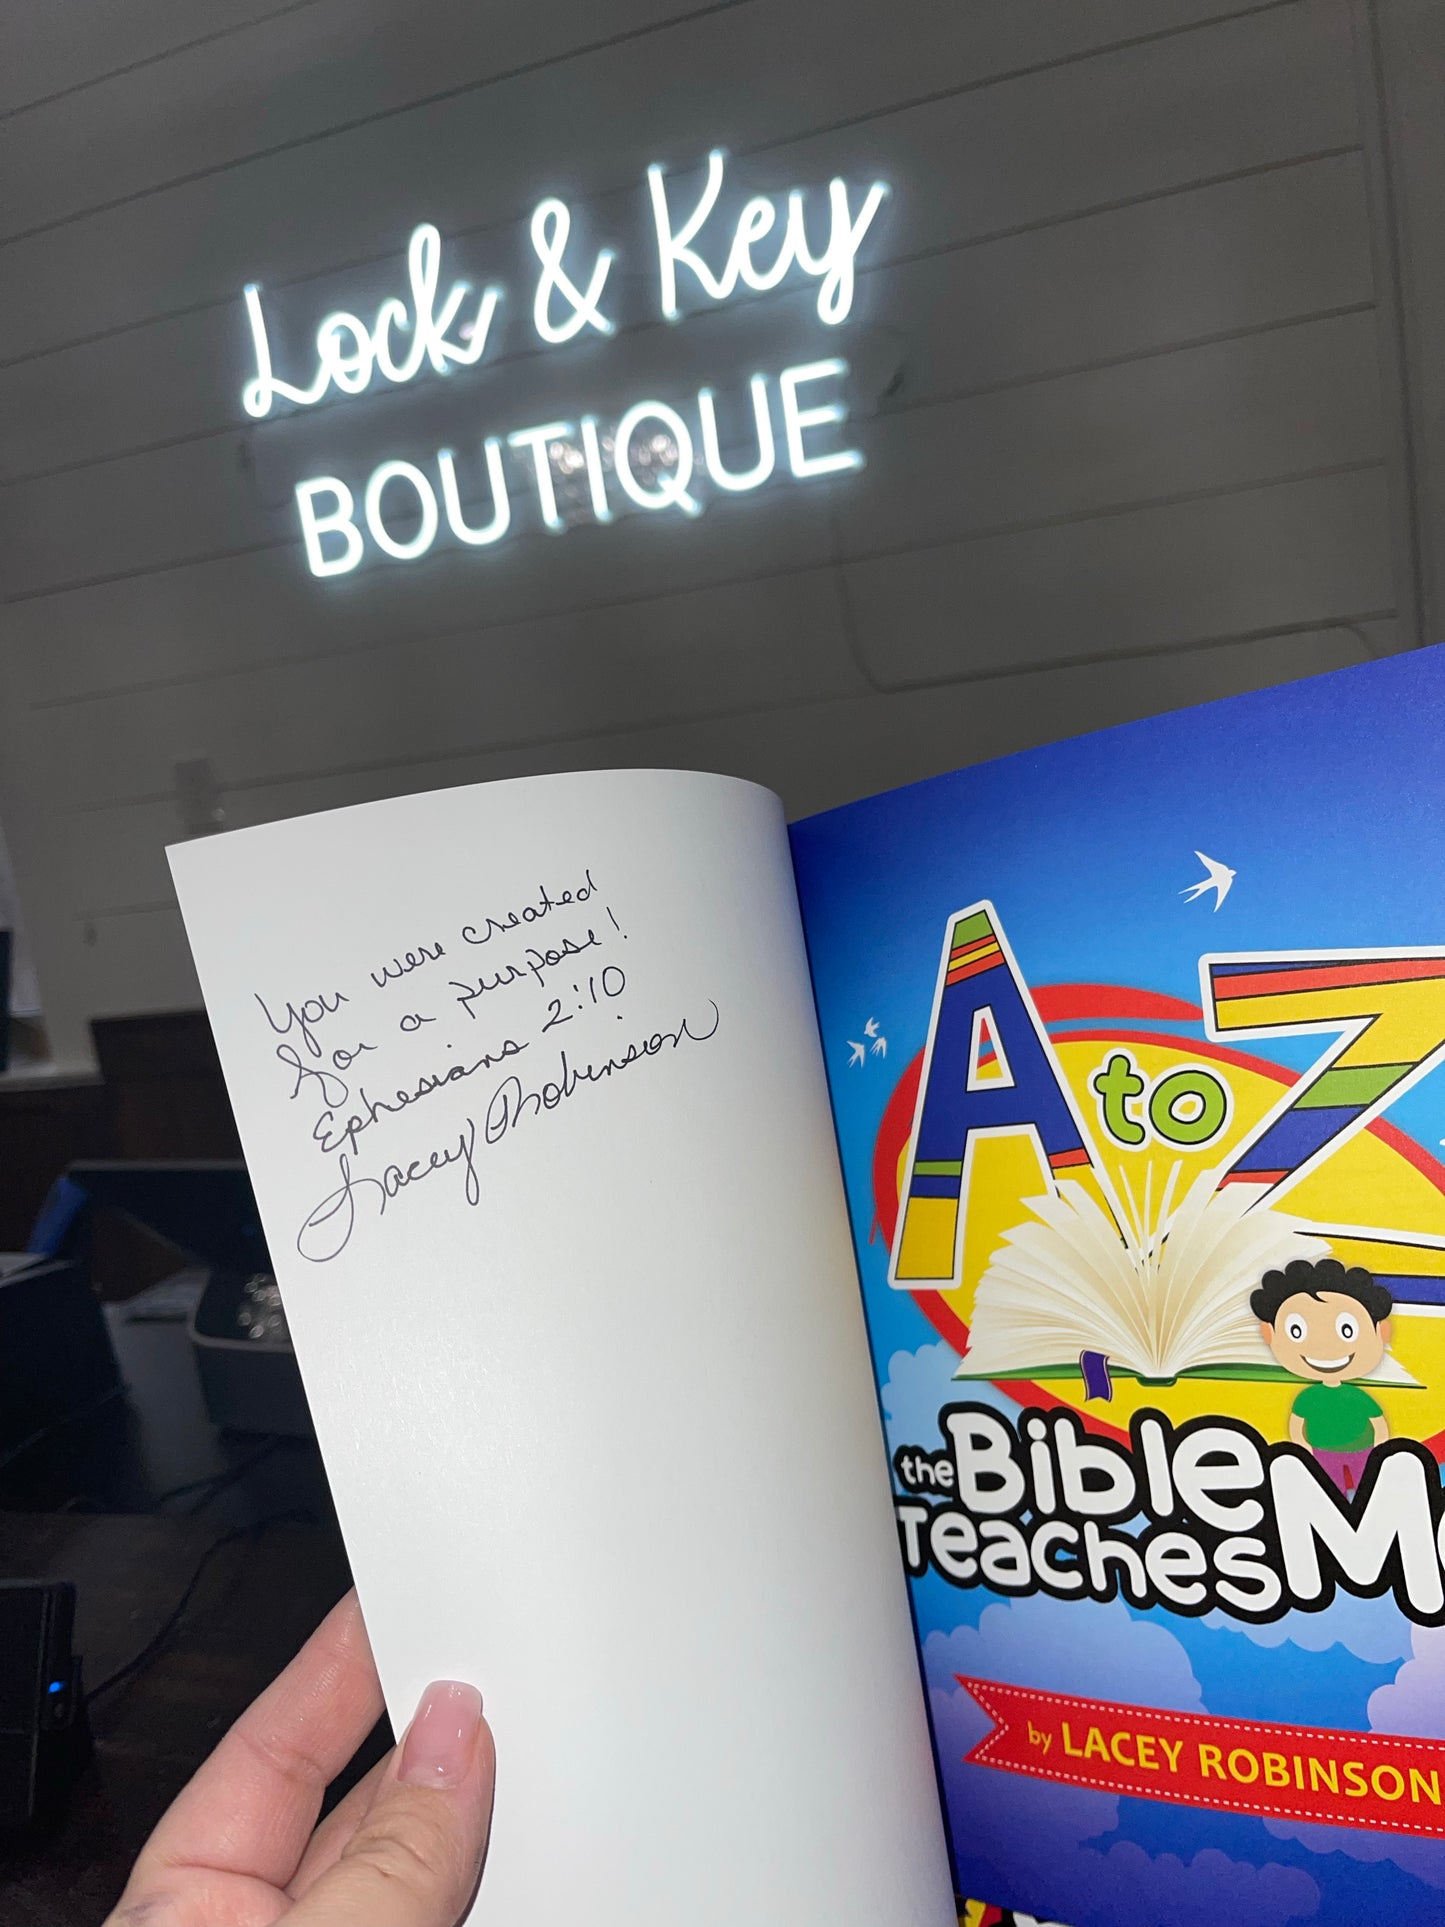 Lock & Key
BOUTIQUE
You were created
for a purpose!
Ephesians 2:10
Lacey Robinson
A to Z
the Bible
Teaches
by LACEY ROBINSON